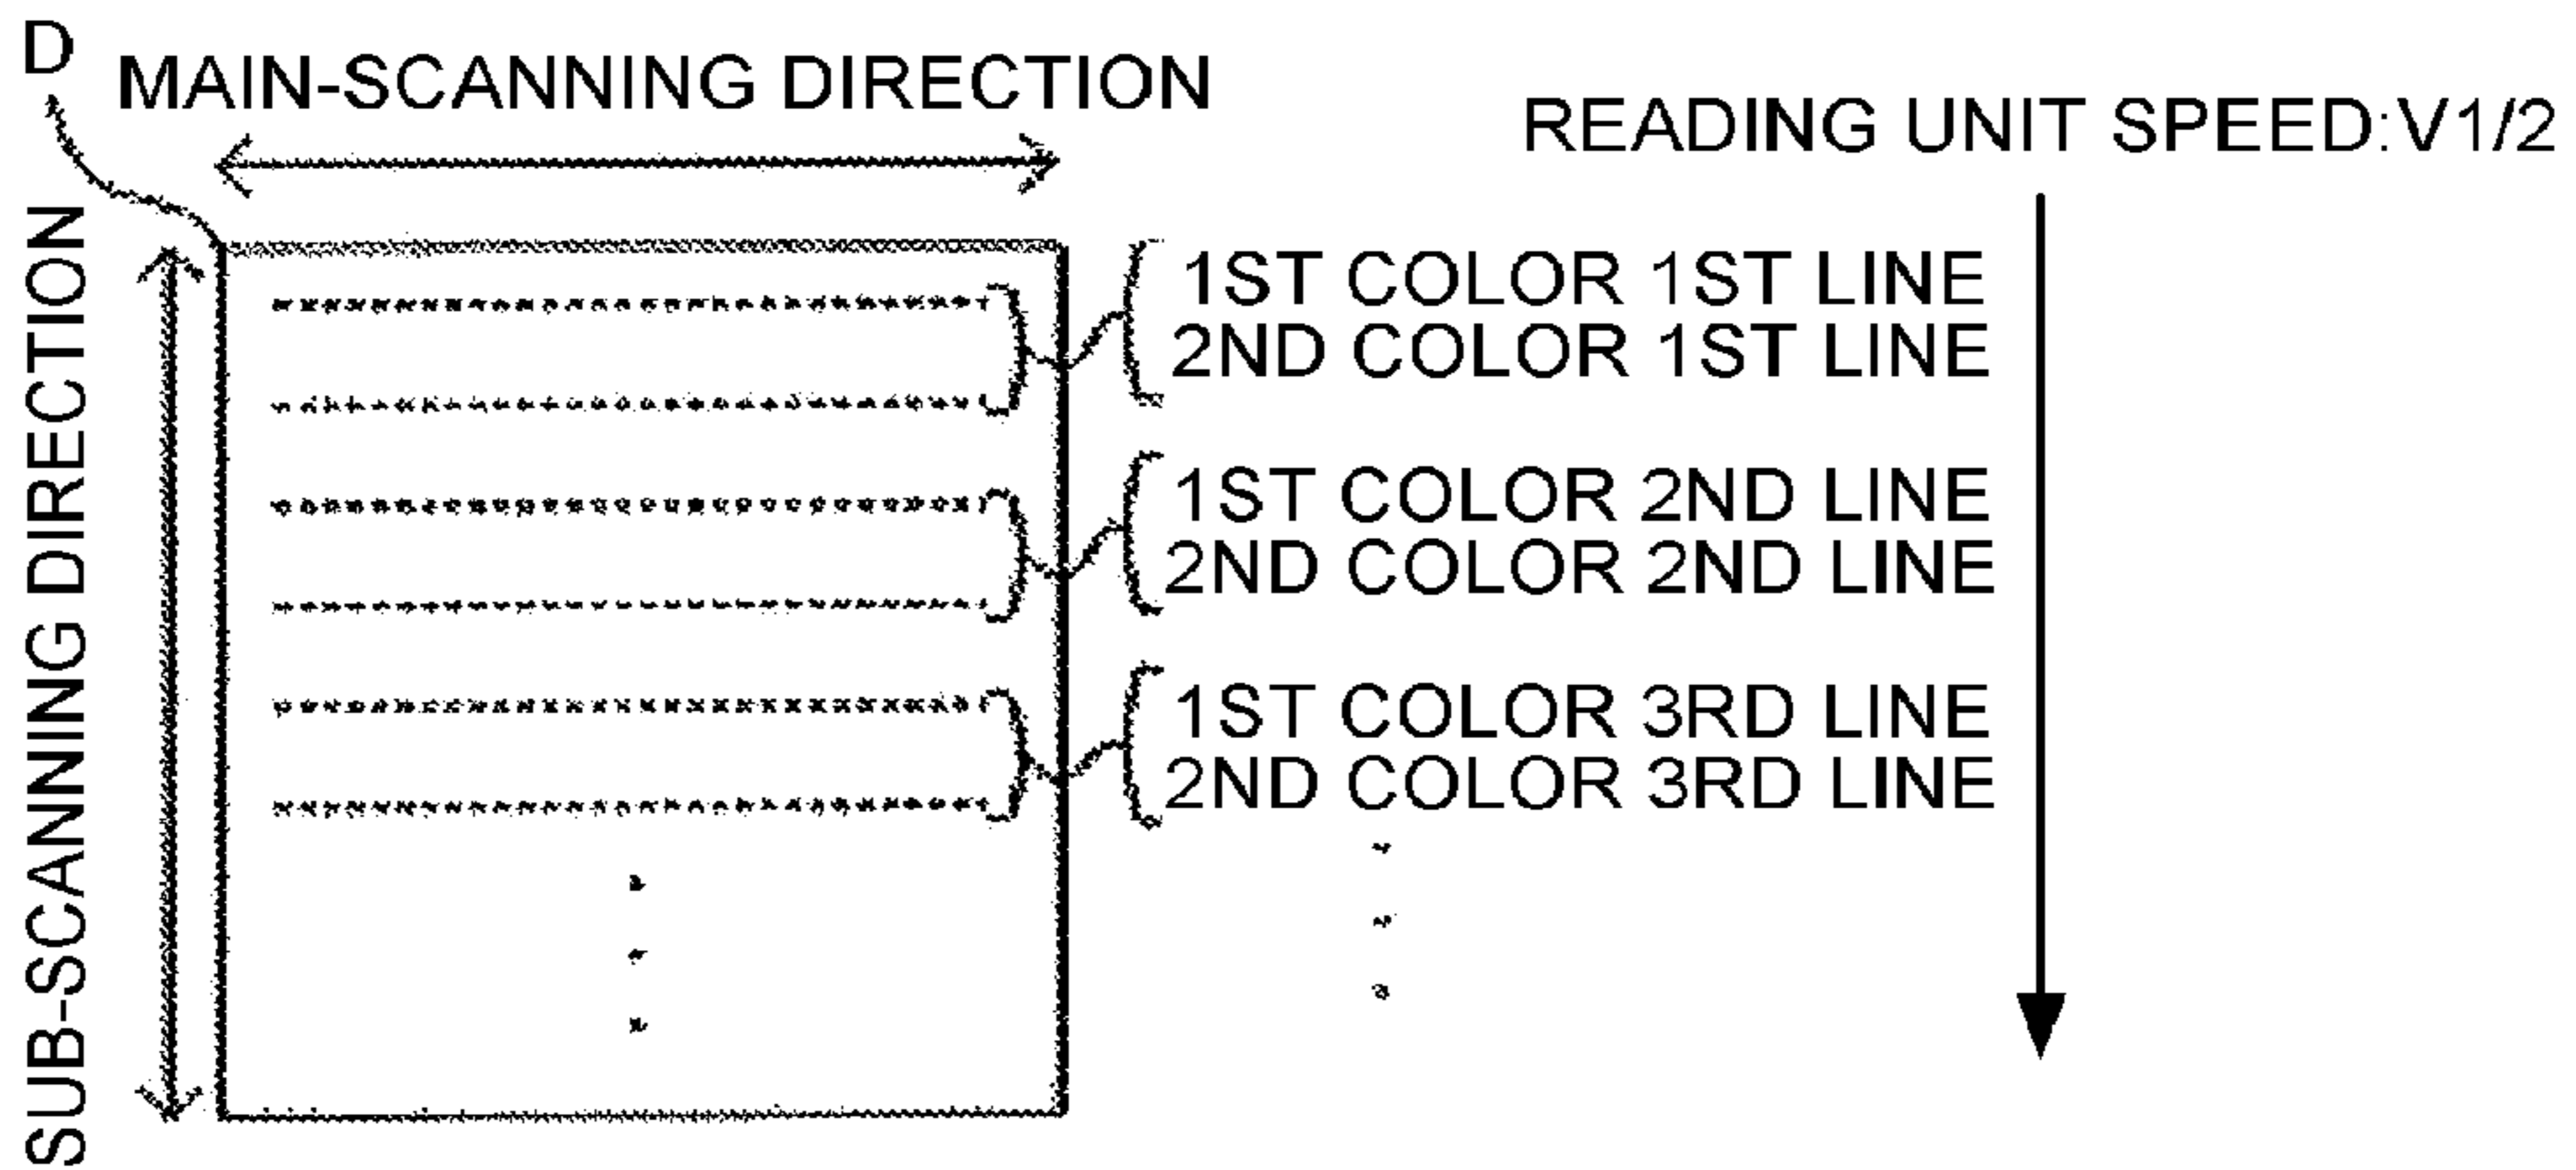 D
MAIN-SCANNING DIRECTION
READING UNIT SPEED:V1/2
SUB-SCANNING DIRECTION
1ST COLOR 1ST LINE
2ND COLOR 1ST LINE
1ST COLOR 2ND LINE
2ND COLOR 2ND LINE
1ST COLOR 3RD LINE
2ND COLOR 3RD LINE